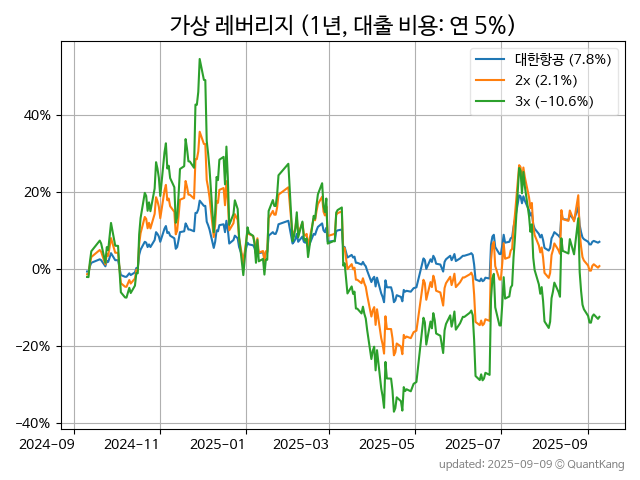 가상 레버리지 (1년, 대출 비용: 연 5%)
대한항공 (7.8%)
2x (2.1%)
3x (−10.6%)
40%
20%
0%
−20%
−40%
2024-09
2024-11
2025-01
2025-03
2025-05
2025-07
2025-09
updated: 2025-09-09 © QuantKang